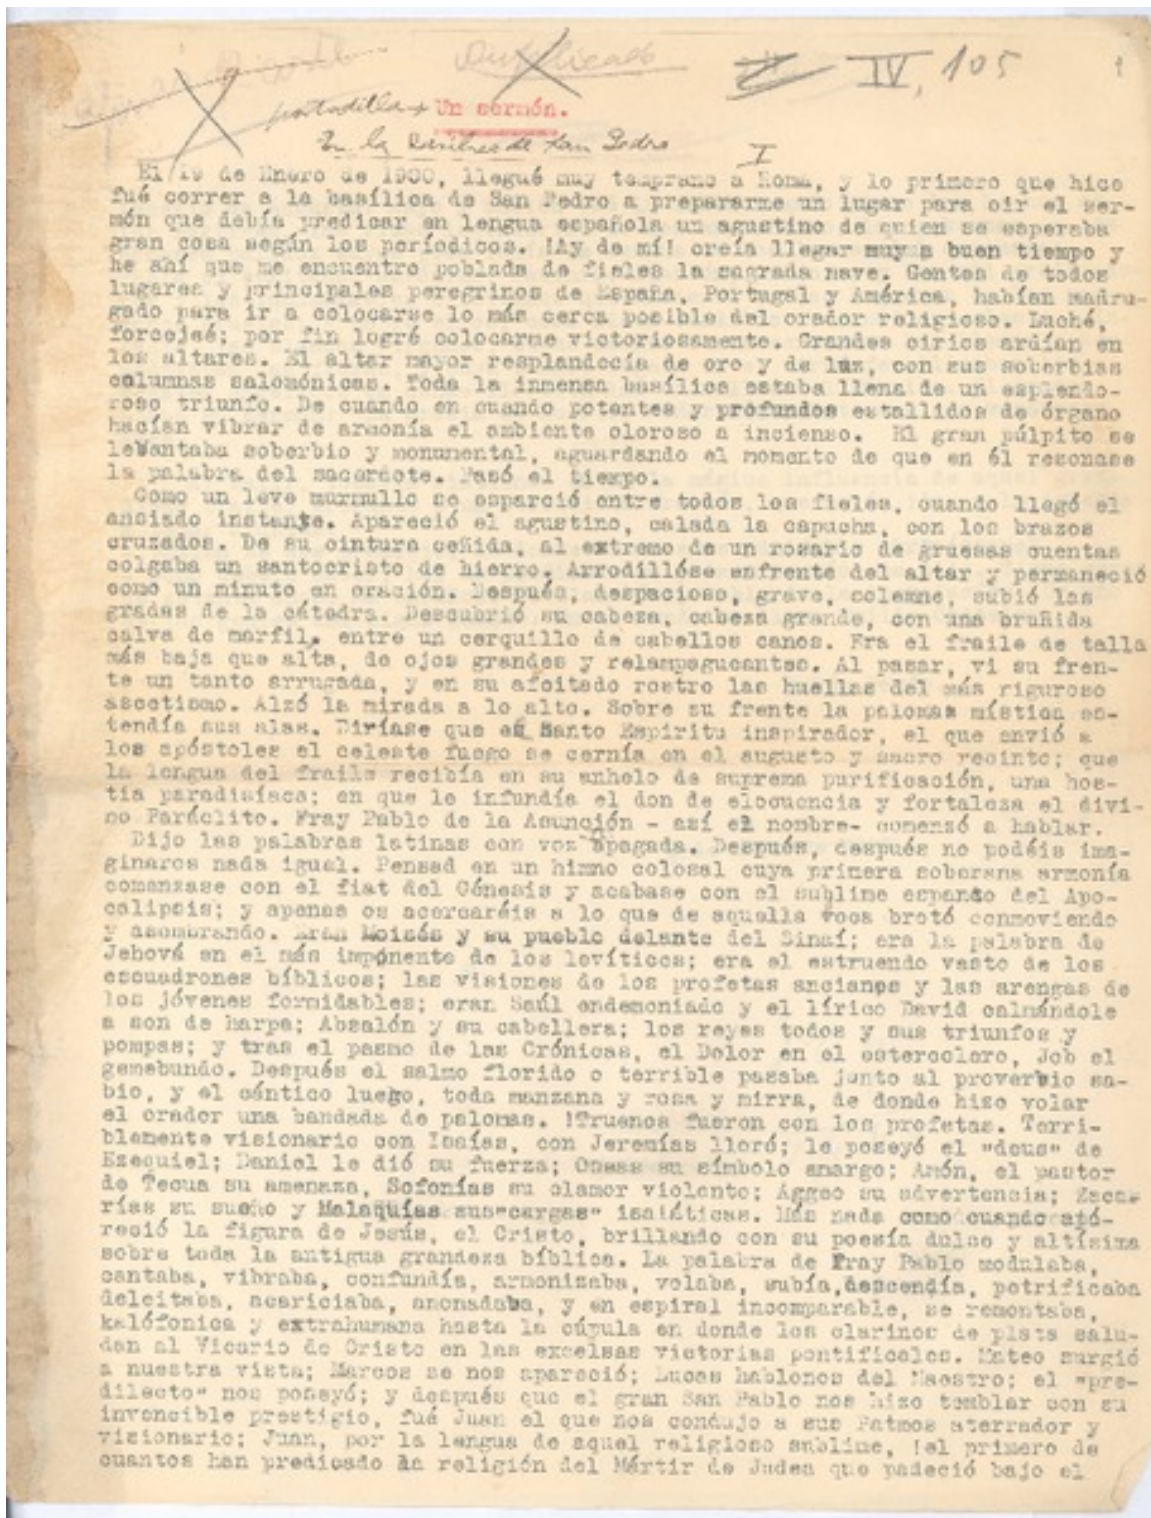 Duplicado
IV, 105
1
portadilla
Un sermón.
En la Basílica de San Pedro
I
El 19 de Enero de 1900, llegué muy temprano a Roma, y lo primero que hice
fué correr a la basílica de San Pedro a prepararme un lugar para oir el ser-
món que debía predicar en lengua española un agustino de quien se esperaba
gran cosa según los periódicos. !Ay de mí! creía llegar muy a buen tiempo y
he ahí que me encuentro poblada de fieles la sagrada nave. Gentes de todos
lugares y principales peregrinos de España, Portugal y América, habían madru-
gado para ir a colocarse lo más cerca posible del orador religioso. Luché,
forcejeé; por fin logré colocarme victoriosamente. Grandes cirios ardían en
los altares. El altar mayor resplandecía de oro y de luz, con sus soberbias
columnas salomónicas. Toda la inmensa basílica estaba llena de un esplendo-
roso triunfo. De cuando en cuando potentes y profundos estallidos de órgano
hacían vibrar de armonía el ambiente oloroso a incienso. El gran púlpito se
levantaba soberbio y monumental, aguardando el momento de que en él resonase
la palabra del sacerdote. Pasó el tiempo.
Como un leve murmullo se esparció entre todos los fieles, cuando llegó el
ansiado instante. Apareció el agustino, calada la capucha, con los brazos
cruzados. De su cintura ceñida, al extremo de un rosario de gruesas cuentas
colgaba un santocristo de hierro. Arrodillóse enfrente del altar y permaneció
como un minuto en oración. Después, despacioso, grave, solemne, subió las
gradas de la cátedra. Descubrió su cabeza, cabeza grande, con una bruñida
calva de marfil, entre un cerquillo de cabellos canos. Era el fraile de talla
más baja que alta, de ojos grandes y relampagueantes. Al pasar, vi su fren-
te un tanto arrugada, y en su afeitado rostro las huellas del más riguroso
ascetismo. Alzó la mirada a lo alto. Sobre su frente la paloma mística ex-
tendía sus alas. Diríase que el Santo Espíritu inspirador, el que envió a
los apóstoles el celeste fuego se cernía en el augusto y sacro recinto; que
la lengua del fraile recibía en su anhelo de suprema purificación, una hos-
tia paradisíaca; en que le infundía el don de elocuencia y fortaleza el divi-
no Paráclito. Fray Pablo de la Asunción - así el nombre- comenzó a hablar.
Dijo las palabras latinas con voz apagada. Después, después no podéis ima-
ginaros nada igual. Pensad en un himno colosal cuya primera soberana armonía
comenzase con el fiat del Génesis y acabase con el sublime espanto del Apo-
calipsis; y apenas os acercaréis a lo que de aquella boca brotó conmoviendo
y asombrando. Eran Moisés y su pueblo delante del Sinaí; era la palabra de
Jehová en el más imponente de los levíticos; era el estruendo vasto de los
escuadrones bíblicos; las visiones de los profetas ancianos y las arengas de
los jóvenes formidables; eran Saúl endemoniado y el lírico David calmándole
a son de harpa; Absalón y su cabellera; los reyes todos y sus triunfos y
pompas; y tras el pasmo de las Crónicas, el Dolor en el estercolero, Job el
gemebundo. Después el salmo florido o terrible pasaba junto al proverbio sa-
bio, y el cántico luego, toda manzana y rosa y mirra, de donde hizo volar
el orador una bandada de palomas. !Truenos fueron con los profetas. Terri-
blemente visionario con Isaías, con Jeremías lloró; le poseyó el "deus" de
Ezequiel; Daniel le dió su fuerza; Oseas su símbolo amargo; Amón, el pastor
de Tecua su amenaza, Sofonías su clamor violento; Aggeo su advertencia; Zaca-
rías su sueño y Malaquías sus"cargas" isaiáticas. Más nada como cuando apa-
reció la figura de Jesús, el Cristo, brillando con su poesía dulce y altísima
sobre toda la antigua grandeza bíblica. La palabra de Fray Pablo modulaba,
cantaba, vibraba, confundía, armonizaba, volaba, subía,descendía, petrificaba
deleitaba, acariciaba, anonadaba, y en espiral incomparable, se remontaba,
kalófonica y extrahumana hasta la cúpula en donde los clarines de plata salu-
dan al Vicario de Cristo en las excelsas victorias pontificales. Mateo surgió
a nuestra vista; Marcos se nos apareció; Lucas hablonos del Maestro; el "pre-
dilecto" nos poseyó; y después que el gran San Pablo nos hizo temblar con su
invencible prestigio, fué Juan el que nos condujo a sus Patmos aterrador y
visionario; Juan, por la lengua de aquel religioso sublime, !el primero de
cuantos han predicado la religión del Mártir de Judea que padeció bajo el